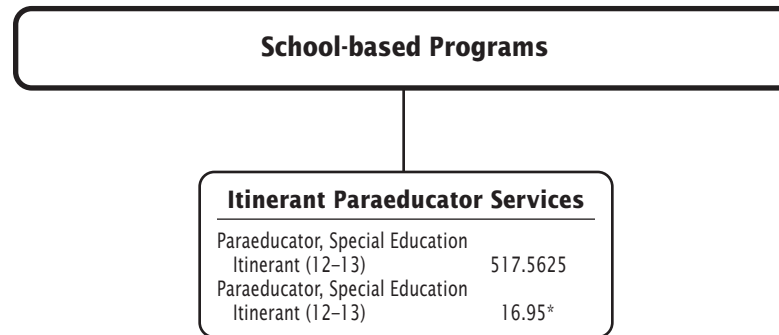 School-based Programs
Itinerant Paraeducator Services
Paraeducator, Special Education
Itinerant (12–13) 517.5625
Paraeducator, Special Education
Itinerant (12–13) 16.95*